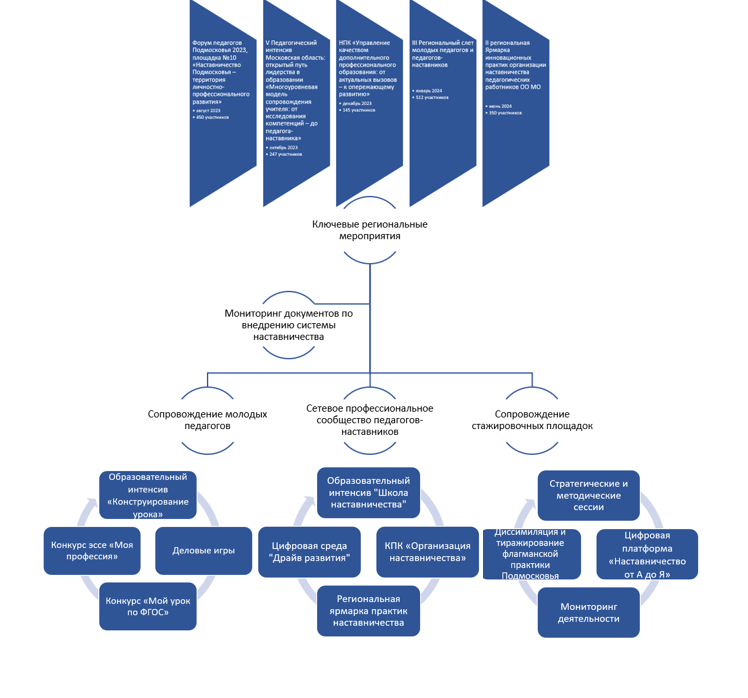 Форум педагогов
Подмосковья 2023,
площадка №10
«Наставничество
Подмосковья –
территория
личностно-
профессионального
развития»
• август 2023
• 450 участников
V Педагогический
интенсив
Московская область:
открытый путь
лидерства в
образовании
«Многоуровневая
модель
сопровождения
учителя: от
исследования
компетенций – до
педагога-
наставника»
• октябрь 2023
• 247 участников
НПК «Управление
качеством
дополнительного
профессионального
образования: от
актуальных вызовов
– к опережающему
развитию»
• декабрь 2023
• 145 участников
III Региональный слет
молодых педагогов и
педагогов-
наставников
• январь 2024
• 512 участников
II региональная
Ярмарка
инновационных
практик организации
наставничества
педагогических
работников ОО МО
• июнь 2024
• 350 участников
Ключевые региональные
мероприятия
Мониторинг документов по
внедрению системы
наставничества
Сопровождение молодых
педагогов
Сетевое профессиональное
сообщество педагогов-
наставников
Сопровождение
стажировочных площадок
Образовательный
интенсив
«Конструирование
урока»
Деловые игры
Конкурс «Мой урок
по ФГОС»
Конкурс эссе «Моя
профессия»
Образовательный
интенсив "Школа
наставничества"
КПК «Организация
наставничества»
Региональная
ярмарка практик
наставничества
Цифровая среда
"Драйв развития"
Стратегические и
методические
сессии
Цифровая
платформа
«Наставничество
от А до Я»
Мониторинг
деятельности
Диссимиляция и
тиражирование
флагманской
практики
Подмосковья